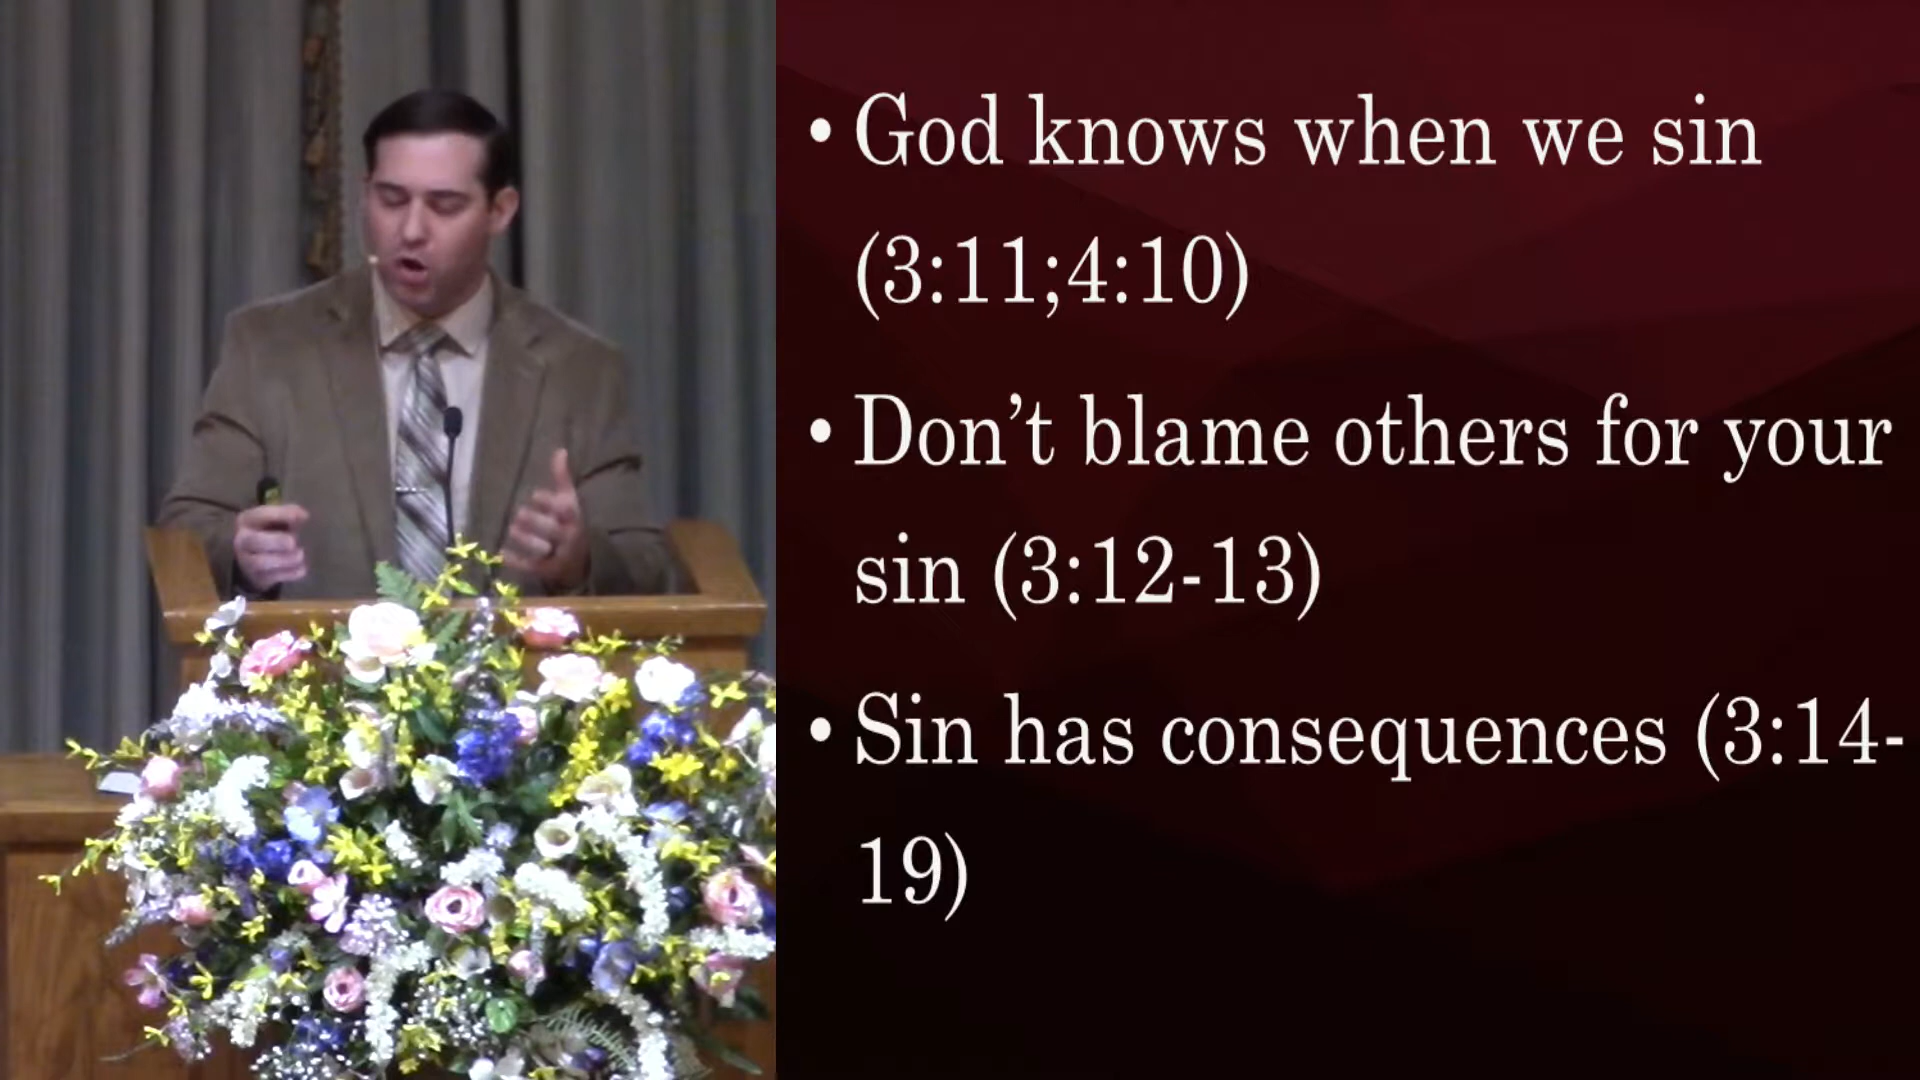 • God knows when we sin
(3:11;4:10)
• Don’t blame others for your
sin (3:12-13)
• Sin has consequences (3:14-
19)